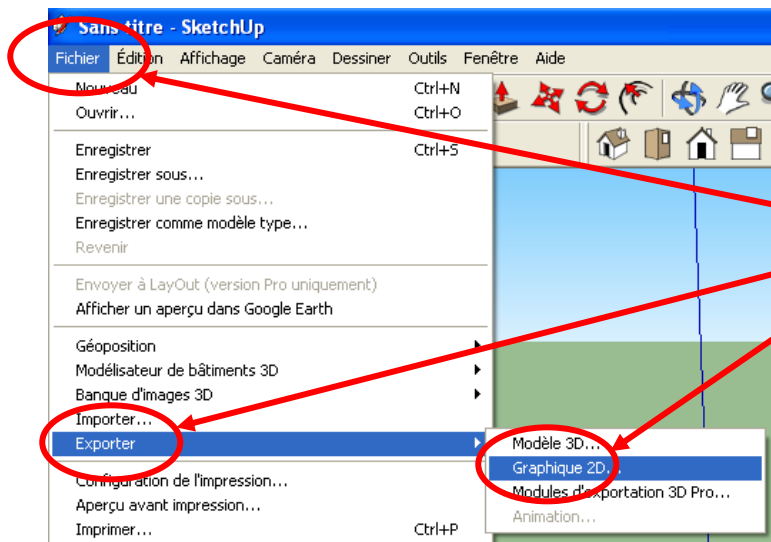 Sans titre - SketchUp
Fichier Édition Affichage Caméra Dessiner Outils Fenêtre Aide
Nouveau Ctrl+N
Ouvrir... Ctrl+O
Enregistrer Ctrl+S
Enregistrer sous...
Enregistrer une copie sous...
Enregistrer comme modèle type...
Revenir
Envoyer à LayOut (version Pro uniquement)
Afficher un aperçu dans Google Earth
Géoposition
Modélisateur de bâtiments 3D
Banque d'images 3D
Importer...
Exporter
Modèle 3D...
Graphique 2D...
Modules d'exportation 3D Pro...
Animation...
Configuration de l'impression...
Aperçu avant impression...
Imprimer... Ctrl+P